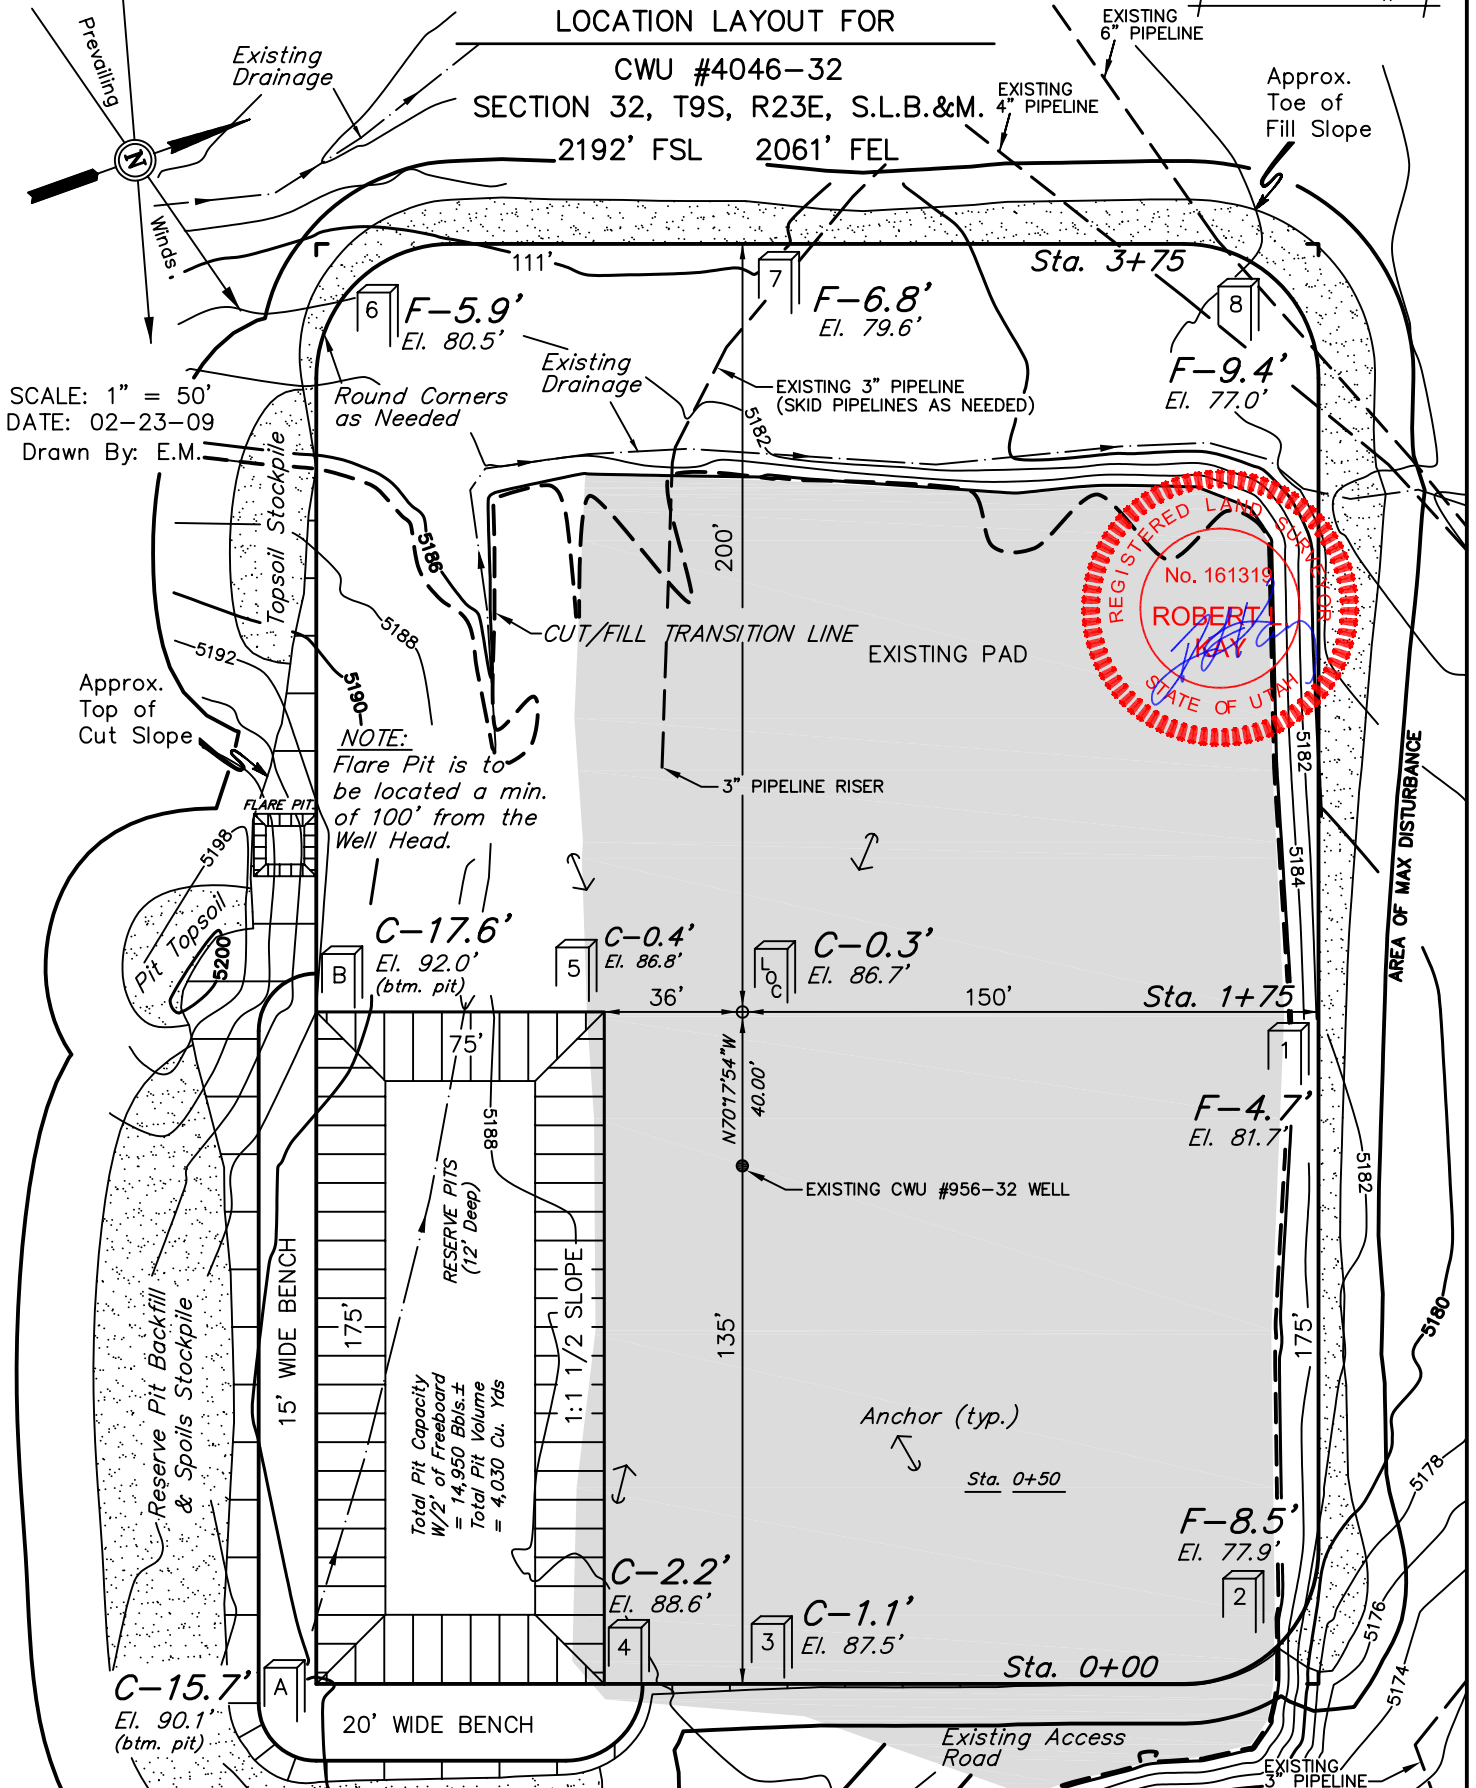 LOCATION LAYOUT FOR
CWU #4046-32
SECTION 32, T9S, R23E, S.L.B.&M.
2192' FSL 2061' FEL
Prevailing
Winds
N
Existing
Drainage
EXISTING
6" PIPELINE
EXISTING
4" PIPELINE
Approx.
Toe of
Fill Slope
SCALE: 1" = 50'
DATE: 02-23-09
Drawn By: E.M.
111'
Sta. 3+75
6
F-5.9'
El. 80.5'
7
F-6.8'
El. 79.6'
8
F-9.4'
El. 77.0'
Round Corners
as Needed
Existing
Drainage
EXISTING 3" PIPELINE
(SKID PIPELINES AS NEEDED)
5182
Topsoil Stockpile
5186
5188
5192
5190
200'
CUT/FILL TRANSITION LINE
EXISTING PAD
REGISTERED LAND SURVEYOR
No. 161319
ROBERT L.
KAY
STATE OF UTAH
Approx.
Top of
Cut Slope
NOTE:
Flare Pit is to
be located a min.
of 100' from the
Well Head.
FLARE PIT
3" PIPELINE RISER
5182
5184
AREA OF MAX DISTURBANCE
5198
Pit Topsoil
5200
B
C-17.6'
El. 92.0'
(btm. pit)
5
C-0.4'
El. 86.8'
LOC
C-0.3'
El. 86.7'
36'
150'
Sta. 1+75
75'
1
F-4.7'
El. 81.7'
N70°17'54"W
40.00'
5188
EXISTING CWU #956-32 WELL
5182
RESERVE PITS
(12' Deep)
15' WIDE BENCH
175'
1:1 1/2 SLOPE
135'
175'
5180
Reserve Pit Backfill
& Spoils Stockpile
Total Pit Capacity
W/2' of Freeboard
= 14,950 Bbls.±
Total Pit Volume
= 4,030 Cu. Yds
Anchor (typ.)
Sta. 0+50
5178
F-8.5'
El. 77.9'
2
C-2.2'
El. 88.6'
4
C-1.1'
El. 87.5'
3
5176
5174
Sta. 0+00
C-15.7'
El. 90.1'
(btm. pit)
A
20' WIDE BENCH
Existing Access
Road
EXISTING
3" PIPELINE